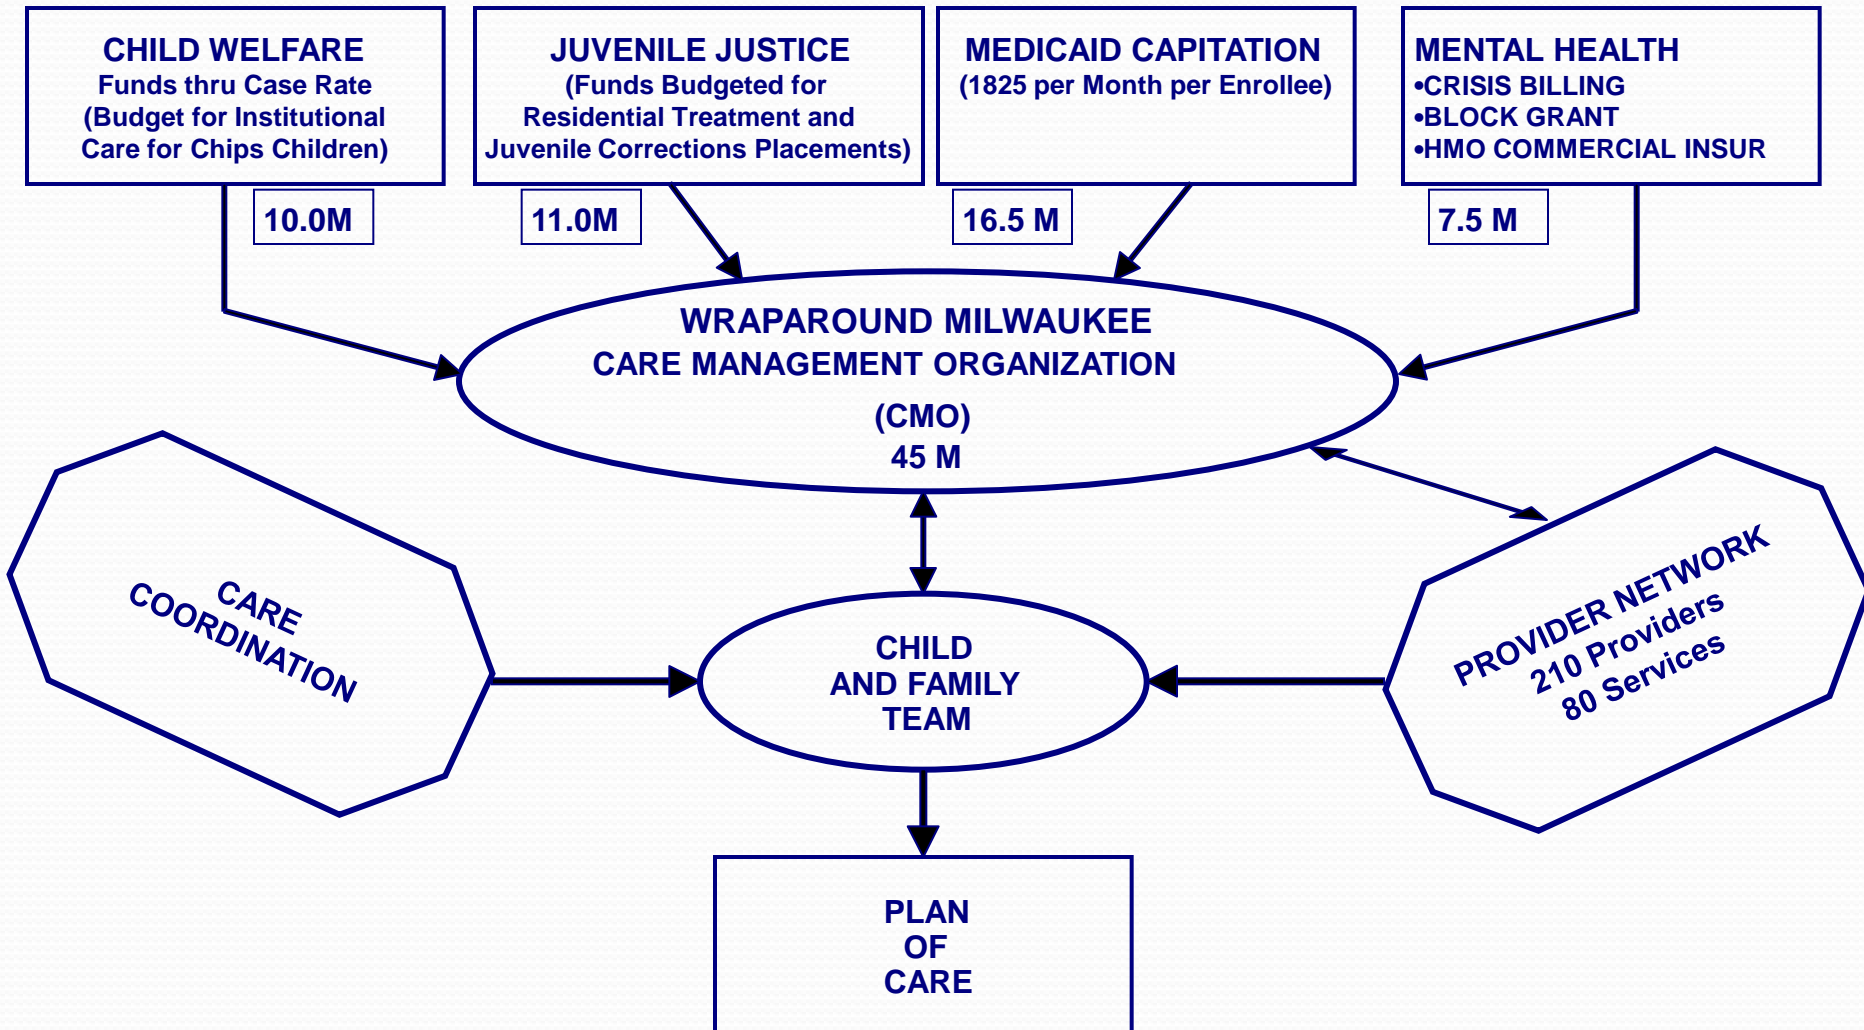 CHILD WELFARE
Funds thru Case Rate
(Budget for Institutional
Care for Chips Children)
JUVENILE JUSTICE
(Funds Budgeted for
Residential Treatment and
Juvenile Corrections Placements)
MEDICAID CAPITATION
(1825 per Month per Enrollee)
MENTAL HEALTH
•CRISIS BILLING
•BLOCK GRANT
•HMO COMMERCIAL INSUR
10.0M
11.0M
16.5 M
7.5 M
WRAPAROUND MILWAUKEE
CARE MANAGEMENT ORGANIZATION
(CMO)
45 M
CARE
COORDINATION
CHILD
AND FAMILY
TEAM
PROVIDER NETWORK
210 Providers
80 Services
PLAN
OF
CARE